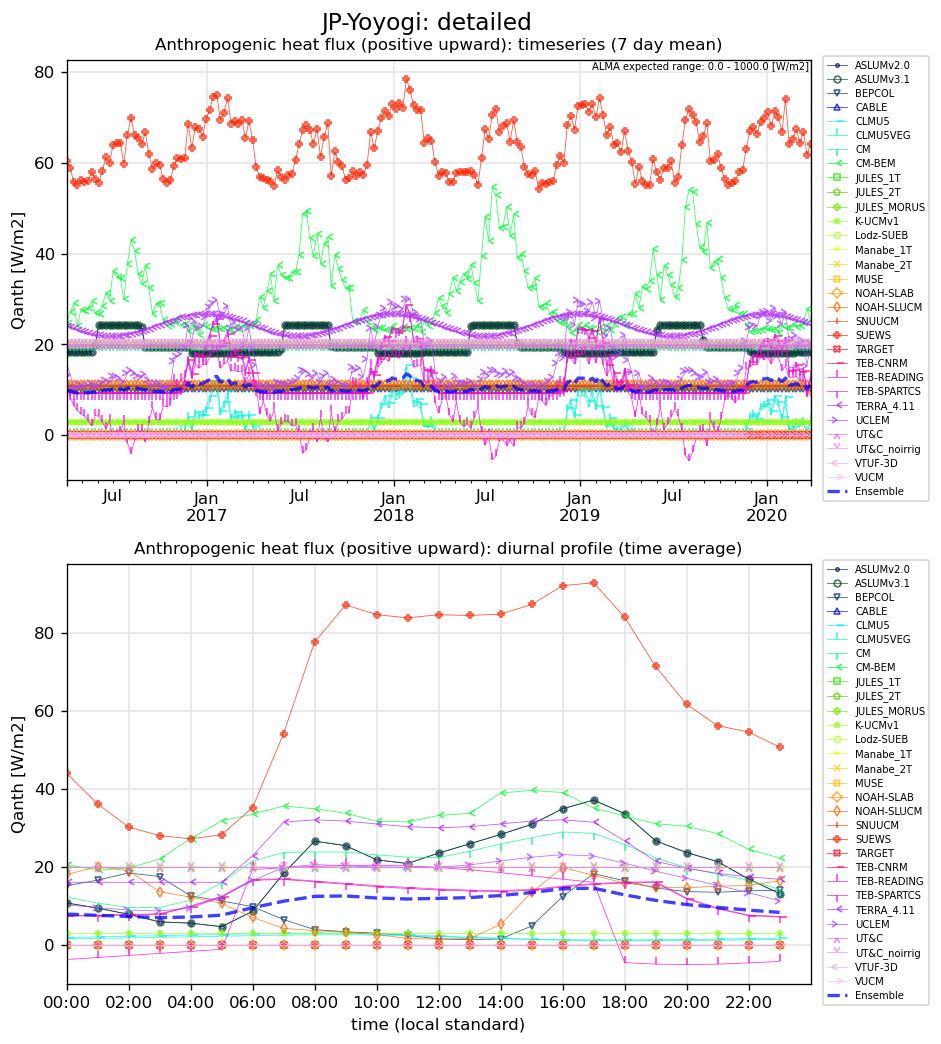 JP-Yoyogi: detailed
Anthropogenic heat flux (positive upward): timeseries (7 day mean)
ALMA expected range: 0.0 - 1000.0 [W/m2]
Qanth [W/m2]
80
60
40
20
0
Jul
Jan
2017
Jul
Jan
2018
Jul
Jan
2019
Jul
Jan
2020
ASLUMv2.0
ASLUMv3.1
BEPCOL
CABLE
CLMU5
CLMU5VEG
CM
CM-BEM
JULES_1T
JULES_2T
JULES_MORUS
K-UCMv1
Lodz-SUEB
Manabe_1T
Manabe_2T
MUSE
NOAH-SLAB
NOAH-SLUCM
SNUUCM
SUEWS
TARGET
TEB-CNRM
TEB-READING
TEB-SPARTCS
TERRA_4.11
UCLEM
UT&C
UT&C_noirrig
VTUF-3D
VUCM
Ensemble
Anthropogenic heat flux (positive upward): diurnal profile (time average)
Qanth [W/m2]
80
60
40
20
0
00:00
02:00
04:00
06:00
08:00
10:00
12:00
14:00
16:00
18:00
20:00
22:00
time (local standard)
ASLUMv2.0
ASLUMv3.1
BEPCOL
CABLE
CLMU5
CLMU5VEG
CM
CM-BEM
JULES_1T
JULES_2T
JULES_MORUS
K-UCMv1
Lodz-SUEB
Manabe_1T
Manabe_2T
MUSE
NOAH-SLAB
NOAH-SLUCM
SNUUCM
SUEWS
TARGET
TEB-CNRM
TEB-READING
TEB-SPARTCS
TERRA_4.11
UCLEM
UT&C
UT&C_noirrig
VTUF-3D
VUCM
Ensemble